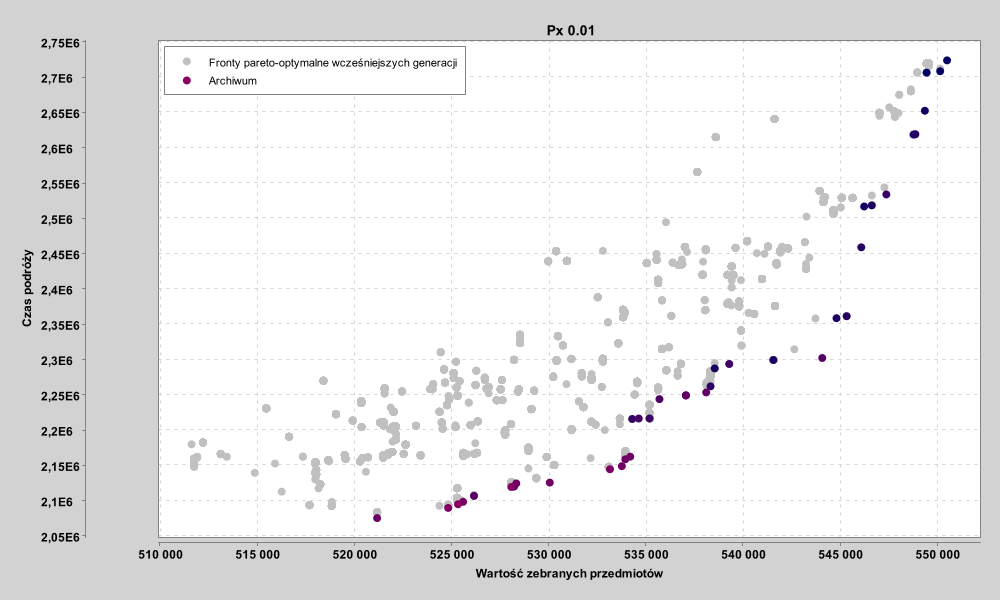 Px 0.01
2,75E6
2,7E6
2,65E6
2,6E6
2,55E6
2,5E6
2,45E6
2,4E6
2,35E6
2,3E6
2,25E6
2,2E6
2,15E6
2,1E6
2,05E6
Czas podróży
Fronty pareto-optymalne wcześniejszych generacji
Archiwum
510 000 515 000 520 000 525 000 530 000 535 000 540 000 545 000 550 000
Wartość zebranych przedmiotów